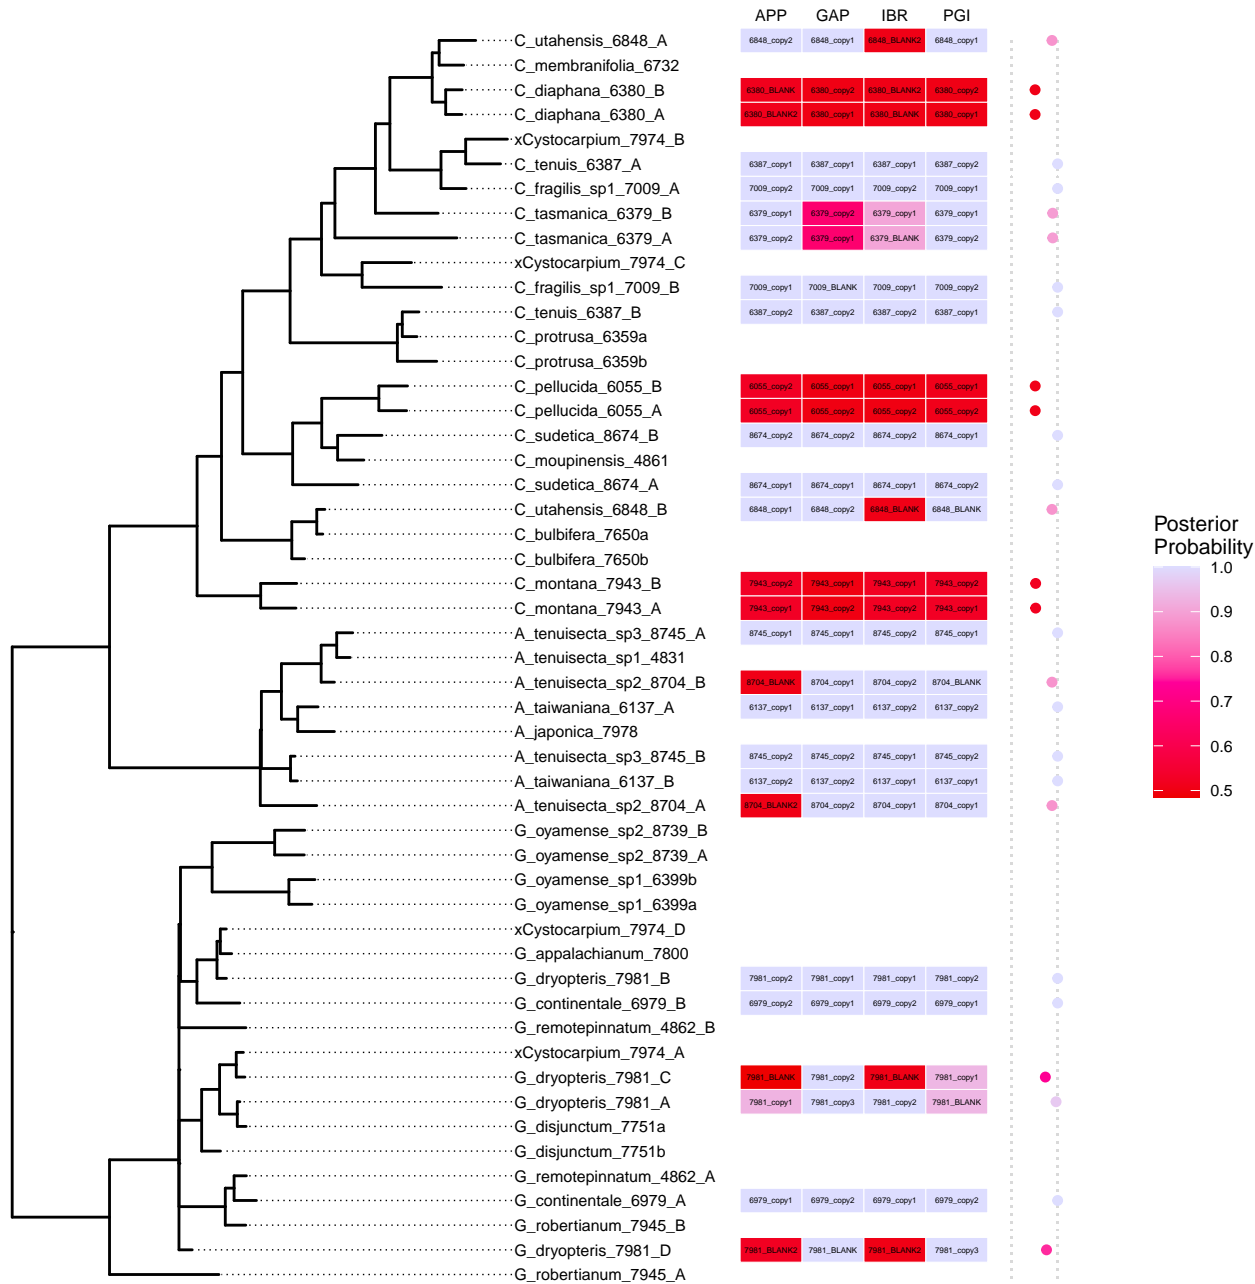 APP GAP IBR PGI
C_utahensis_6848_A 6848_copy2 6848_copy1 6848_BLANK2 6848_copy1
C_membranifolia_6732
C_diaphana_6380_B 6380_BLANK 6380_copy2 6380_BLANK2 6380_copy2
C_diaphana_6380_A 6380_BLANK2 6380_copy1 6380_BLANK 6380_copy1
xCystocarpium_7974_B
C_tenuis_6387_A 6387_copy1 6387_copy1 6387_copy1 6387_copy2
C_fragilis_sp1_7009_A 7009_copy2 7009_copy1 7009_copy2 7009_copy1
C_tasmanica_6379_B 6379_copy1 6379_copy2 6379_copy1 6379_copy1
C_tasmanica_6379_A 6379_copy2 6379_copy1 6379_BLANK 6379_copy2
xCystocarpium_7974_C
C_fragilis_sp1_7009_B 7009_copy1 7009_BLANK 7009_copy1 7009_copy2
C_tenuis_6387_B 6387_copy2 6387_copy2 6387_copy2 6387_copy1
C_protrusa_6359a
C_protrusa_6359b
C_pellucida_6055_B 6055_copy2 6055_copy1 6055_copy1 6055_copy1
C_pellucida_6055_A 6055_copy1 6055_copy2 6055_copy2 6055_copy2
C_sudetica_8674_B 8674_copy2 8674_copy2 8674_copy2 8674_copy1
C_moupinensis_4861
C_sudetica_8674_A 8674_copy1 8674_copy1 8674_copy1 8674_copy2
C_utahensis_6848_B 6848_copy1 6848_copy2 6848_BLANK 6848_BLANK
C_bulbifera_7650a
C_bulbifera_7650b
C_montana_7943_B 7943_copy2 7943_copy1 7943_copy1 7943_copy2
C_montana_7943_A 7943_copy1 7943_copy2 7943_copy2 7943_copy1
A_tenuisecta_sp3_8745_A 8745_copy1 8745_copy1 8745_copy2 8745_copy1
A_tenuisecta_sp1_4831
A_tenuisecta_sp2_8704_B 8704_BLANK 8704_copy1 8704_copy2 8704_BLANK
A_taiwaniana_6137_A 6137_copy1 6137_copy1 6137_copy2 6137_copy2
A_japonica_7978
A_tenuisecta_sp3_8745_B 8745_copy2 8745_copy2 8745_copy1 8745_copy2
A_taiwaniana_6137_B 6137_copy2 6137_copy2 6137_copy1 6137_copy1
A_tenuisecta_sp2_8704_A 8704_BLANK2 8704_copy2 8704_copy1 8704_copy1
G_oyamense_sp2_8739_B
G_oyamense_sp2_8739_A
G_oyamense_sp1_6399b
G_oyamense_sp1_6399a
xCystocarpium_7974_D
G_appalachianum_7800
G_dryopteris_7981_B 7981_copy2 7981_copy1 7981_copy1 7981_copy2
G_continentale_6979_B 6979_copy2 6979_copy1 6979_copy2 6979_copy1
G_remotepinnatum_4862_B
xCystocarpium_7974_A
G_dryopteris_7981_C 7981_BLANK 7981_copy2 7981_BLANK 7981_copy1
G_dryopteris_7981_A 7981_copy1 7981_copy3 7981_copy2 7981_BLANK
G_disjunctum_7751a
G_disjunctum_7751b
G_remotepinnatum_4862_A
G_continentale_6979_A 6979_copy1 6979_copy2 6979_copy1 6979_copy2
G_robertianum_7945_B
G_dryopteris_7981_D 7981_BLANK2 7981_BLANK 7981_BLANK2 7981_copy3
G_robertianum_7945_A
Posterior
Probability
1.0
0.9
0.8
0.7
0.6
0.5